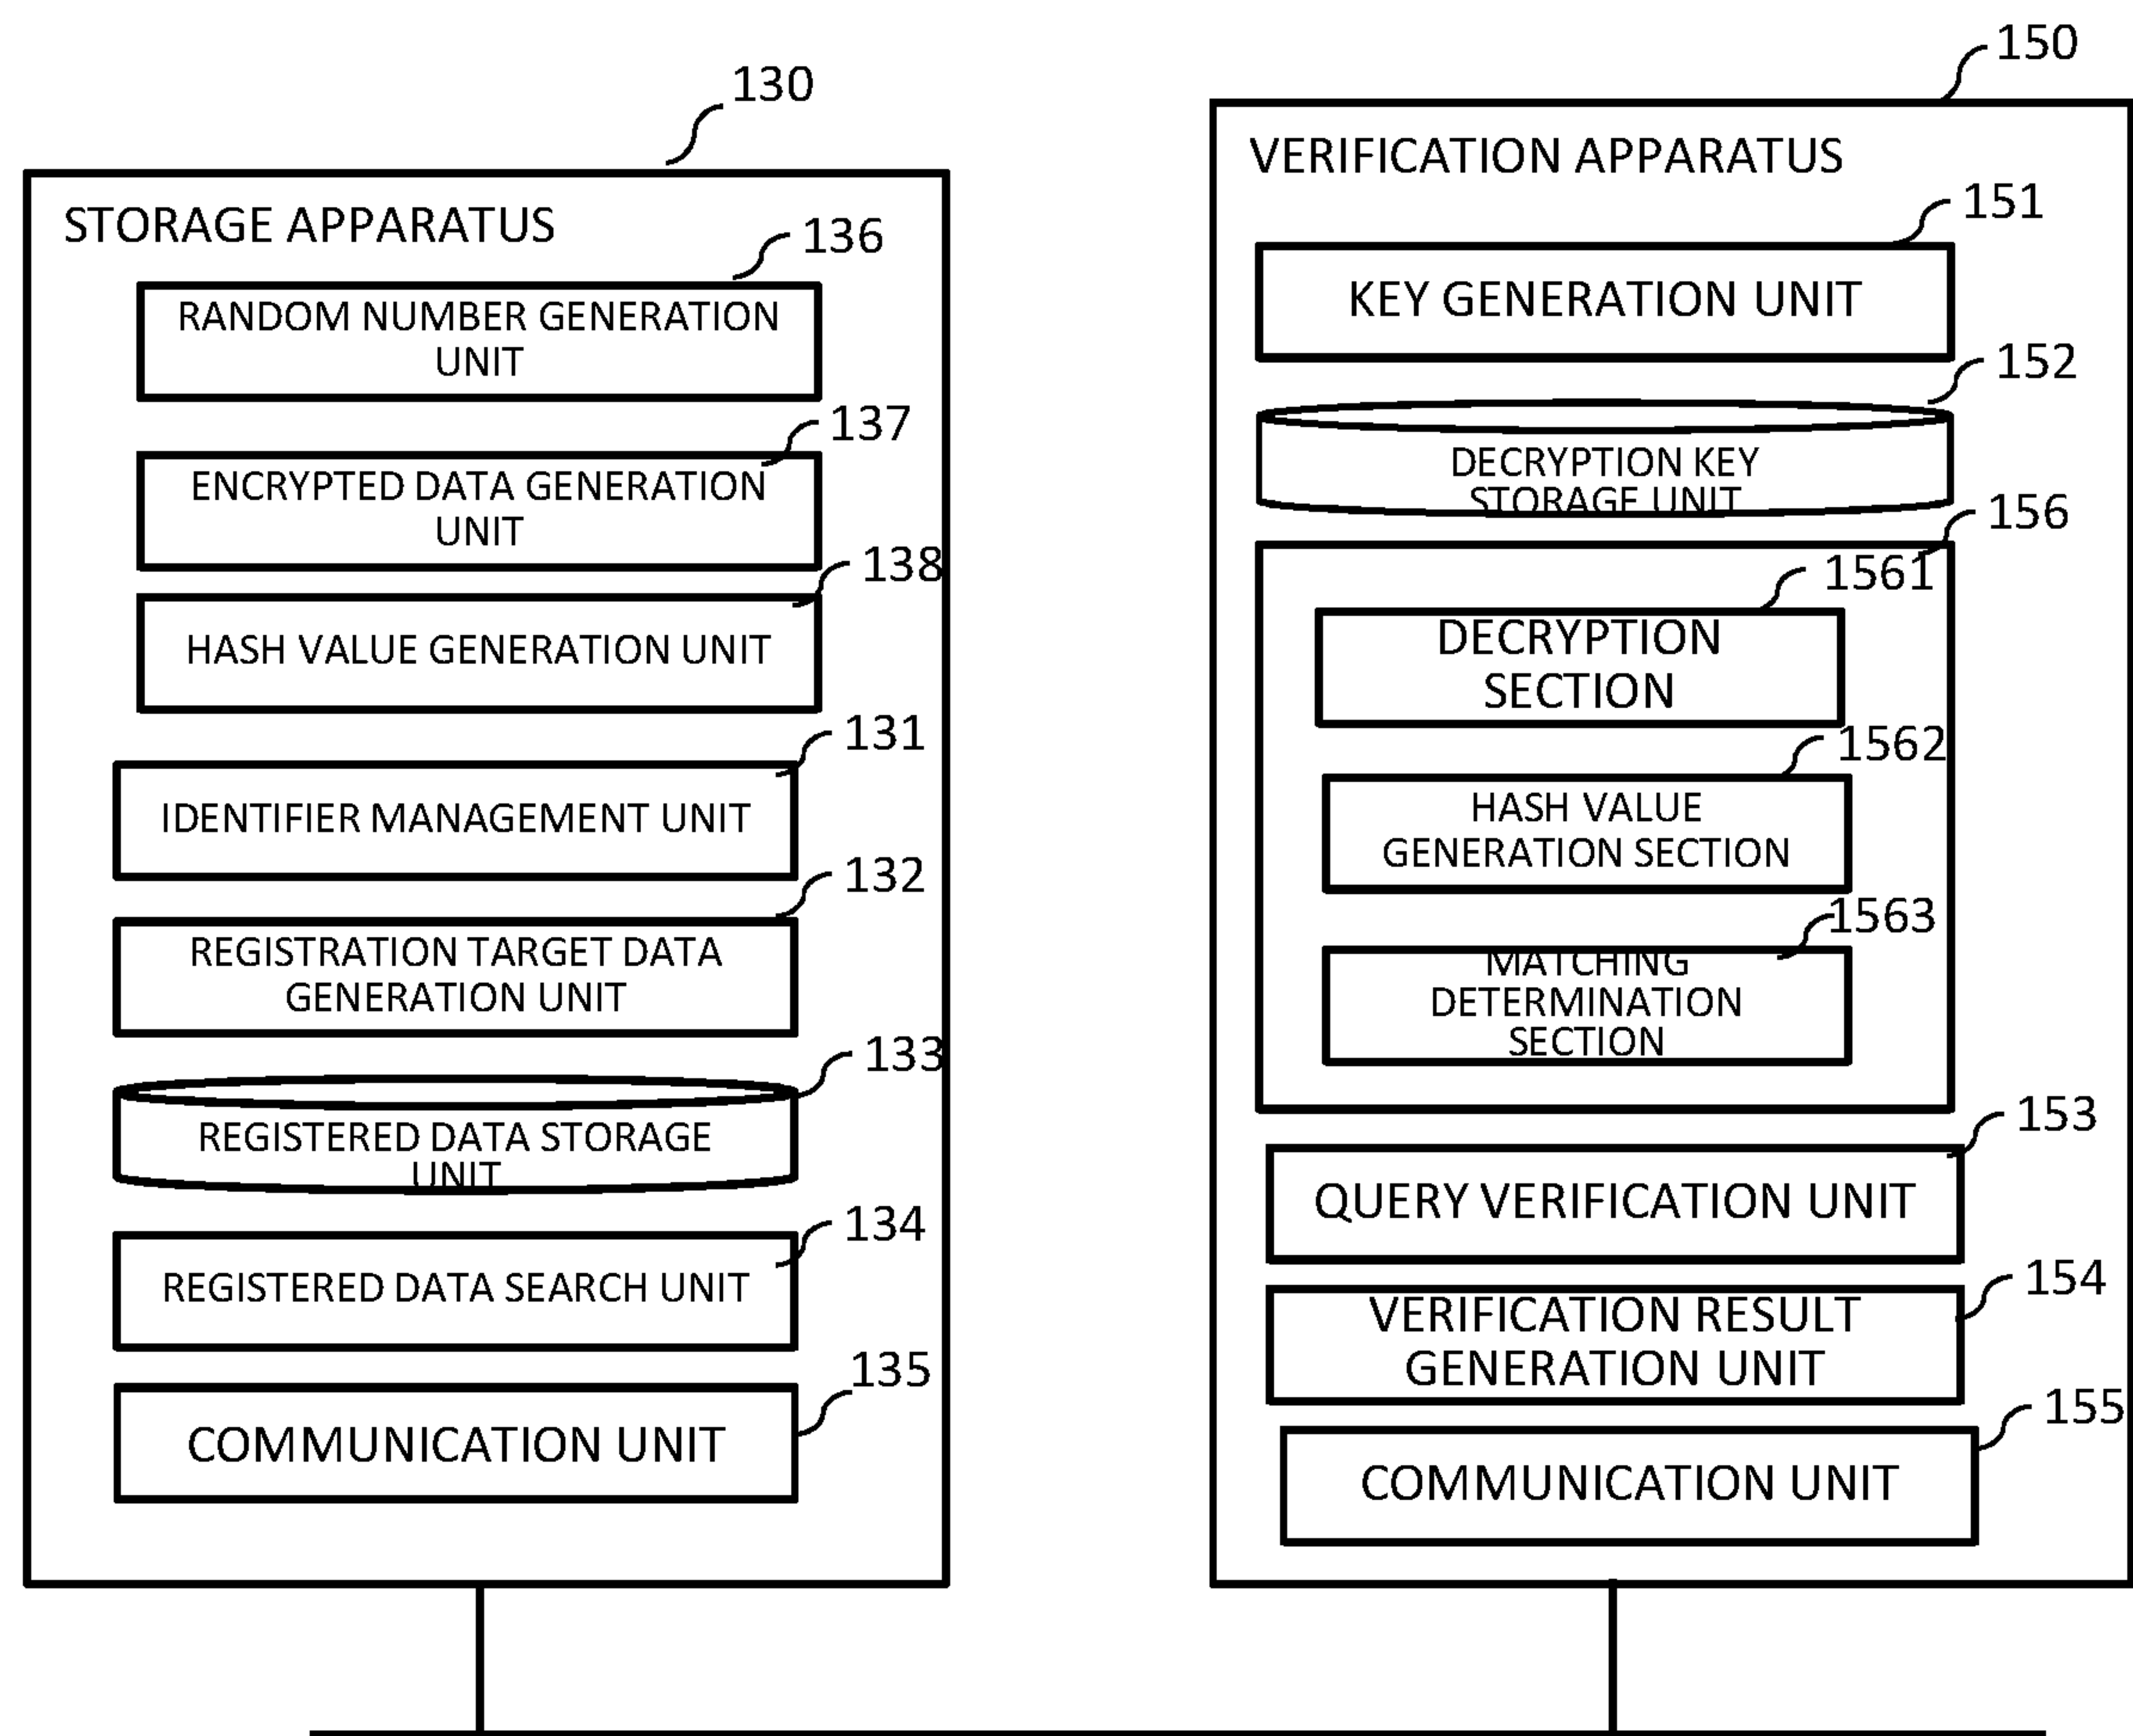 130
STORAGE APPARATUS
136
RANDOM NUMBER GENERATION
UNIT
137
ENCRYPTED DATA GENERATION
UNIT
138
HASH VALUE GENERATION UNIT
131
IDENTIFIER MANAGEMENT UNIT
132
REGISTRATION TARGET DATA
GENERATION UNIT
133
REGISTERED DATA STORAGE
UNIT
134
REGISTERED DATA SEARCH UNIT
135
COMMUNICATION UNIT
150
VERIFICATION APPARATUS
151
KEY GENERATION UNIT
152
DECRYPTION KEY
STORAGE UNIT
156
1561
DECRYPTION
SECTION
1562
HASH VALUE
GENERATION SECTION
1563
MATCHING
DETERMINATION
SECTION
153
QUERY VERIFICATION UNIT
154
VERIFICATION RESULT
GENERATION UNIT
155
COMMUNICATION UNIT